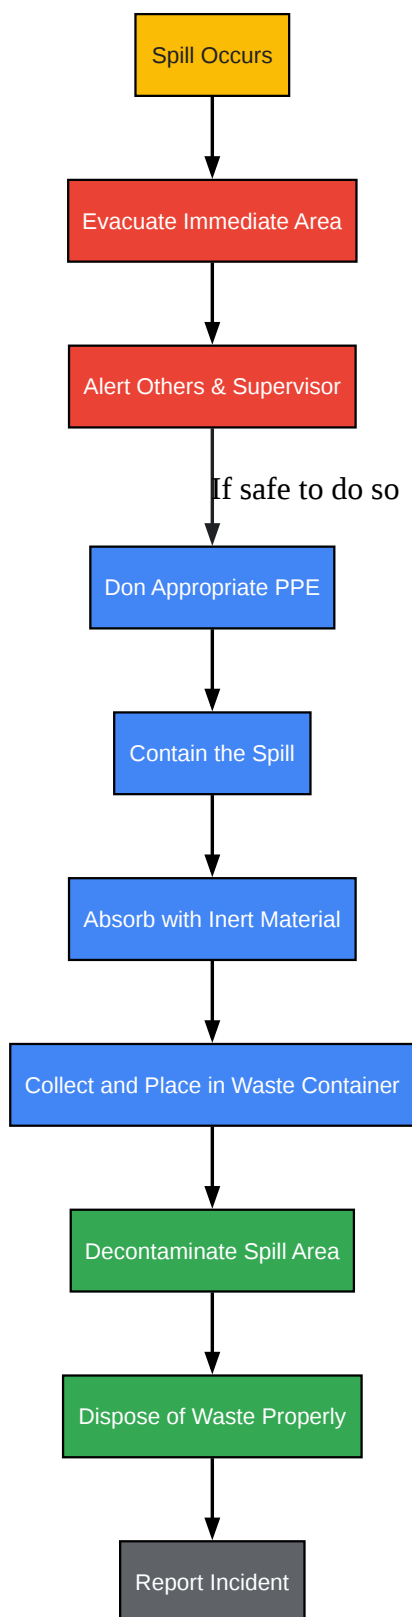 Spill Occurs
Evacuate Immediate Area
Alert Others & Supervisor
If safe to do so
Don Appropriate PPE
Contain the Spill
Absorb with Inert Material
Collect and Place in Waste Container
Decontaminate Spill Area
Dispose of Waste Properly
Report Incident